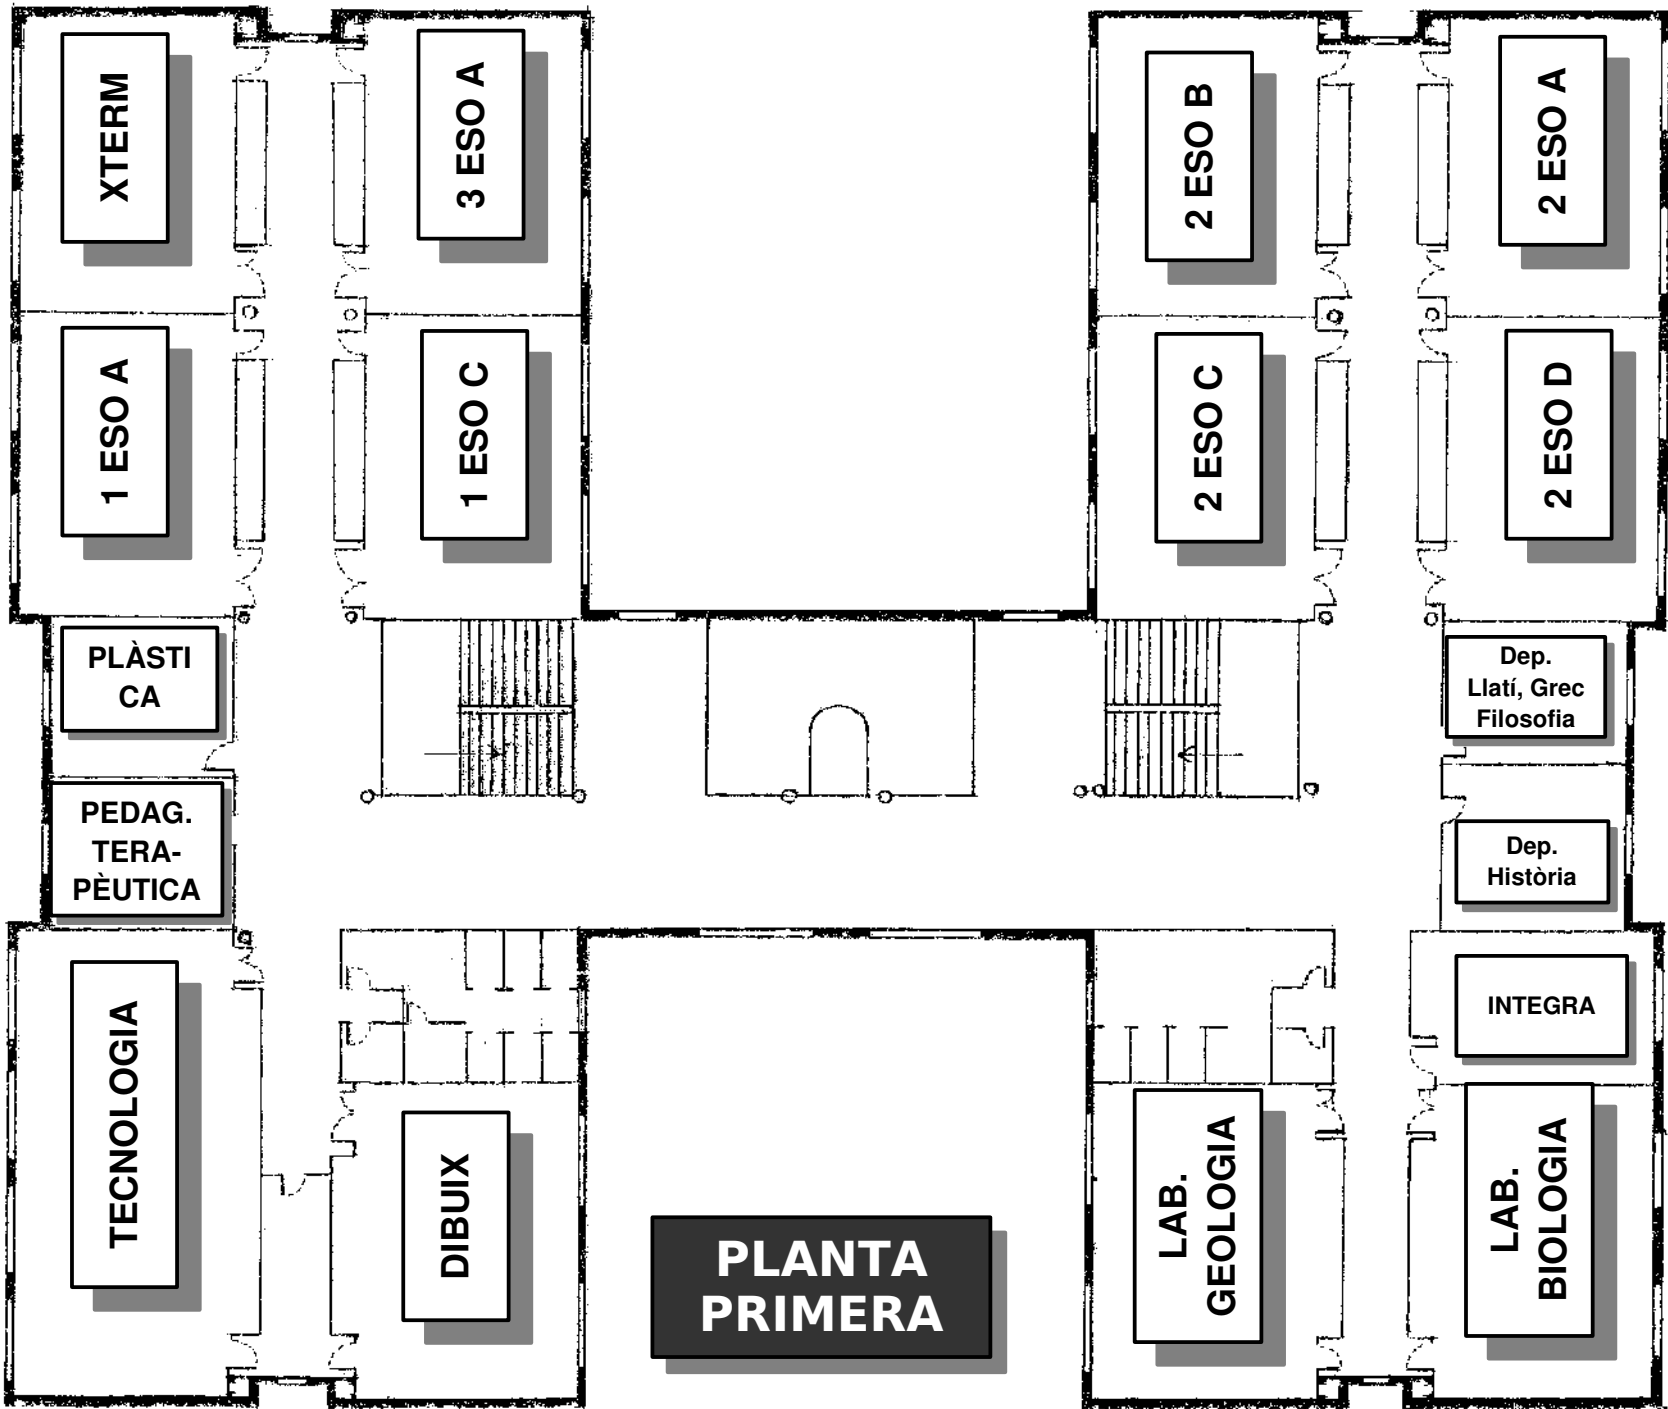 XTERM
3 ESO A
2 ESO B
2 ESO A
1 ESO A
1 ESO C
2 ESO C
2 ESO D
PLÀSTI
CA
Dep.
Llatí, Grec
Filosofia
PEDAG.
TERA-
PÈUTICA
Dep.
Història
TECNOLOGIA
INTEGRA
DIBUIX
LAB.
GEOLOGIA
LAB.
BIOLOGIA
PLANTA
PRIMERA